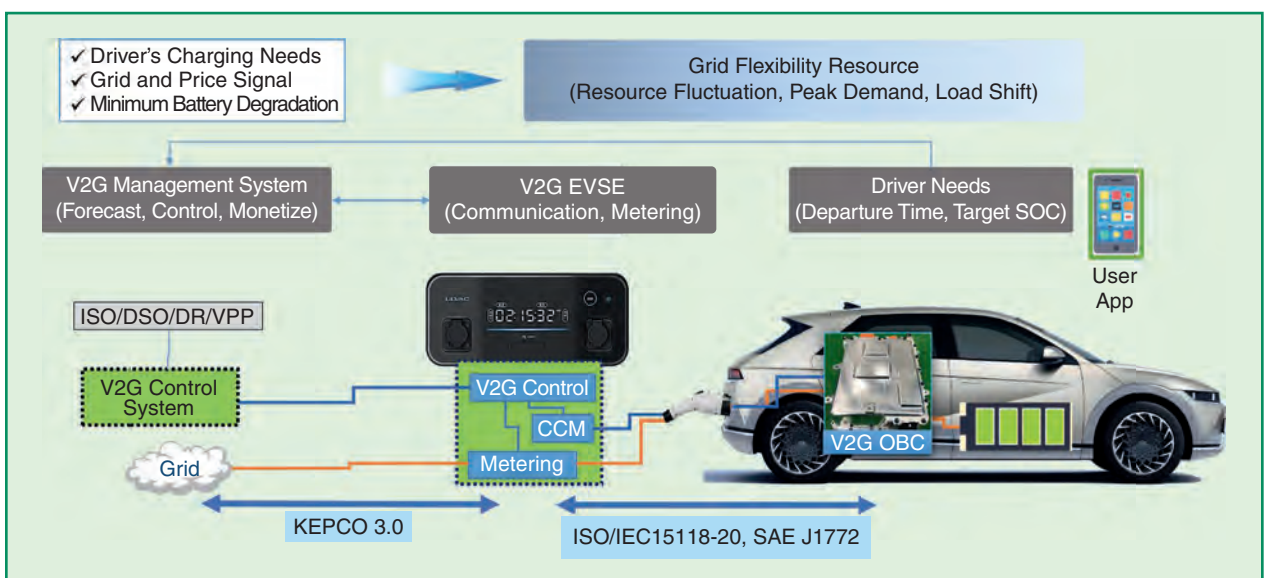 ✓ Driver's Charging Needs
✓ Grid and Price Signal
✓ Minimum Battery Degradation
Grid Flexibility Resource
(Resource Fluctuation, Peak Demand, Load Shift)
V2G Management System
(Forecast, Control, Monetize)
V2G EVSE
(Communication, Metering)
Driver Needs
(Departure Time, Target SOC)
User
App
ISO/DSO/DR/VPP
02:15:32
V2G Control
System
V2G Control
CCM
Metering
Grid
V2G OBC
KEPCO 3.0
ISO/IEC15118-20, SAE J1772